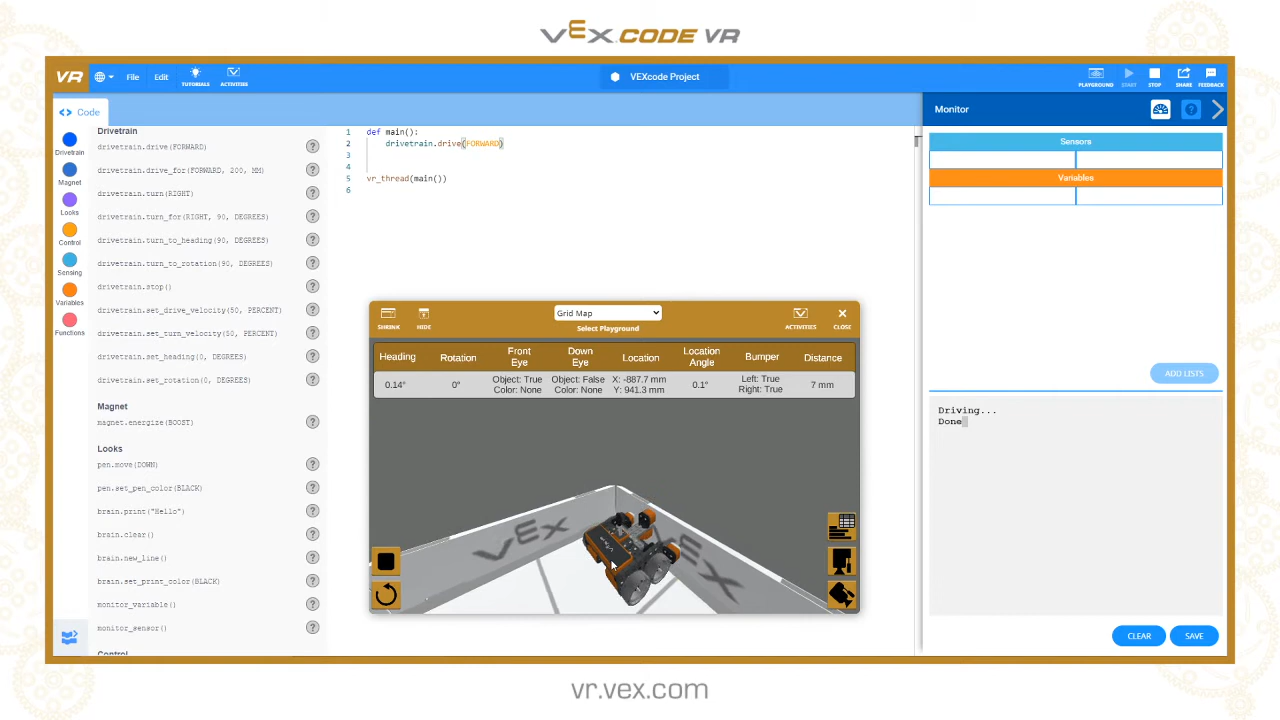 VEX CODE VR
VR
File
Edit
TUTORIALS
ACTIVITIES
VEXcode Project
PLAYGROUND
START
STOP
SHARE
FEEDBACK
<> Code
Drivetrain
Magnet
Looks
Control
Sensing
Variables
Functions
Drivetrain
drivetrain.drive(FORWARD)
drivetrain.drive_for(FORWARD, 200, MM)
drivetrain.turn(RIGHT)
drivetrain.turn_for(RIGHT, 90, DEGREES)
drivetrain.turn_to_heading(90, DEGREES)
drivetrain.turn_to_rotation(90, DEGREES)
drivetrain.stop()
drivetrain.set_drive_velocity(50, PERCENT)
drivetrain.set_turn_velocity(50, PERCENT)
drivetrain.set_heading(0, DEGREES)
drivetrain.set_rotation(0, DEGREES)
Magnet
magnet.energize(BOOST)
Looks
pen.move(DOWN)
pen.set_pen_color(BLACK)
brain.print("Hello")
brain.clear()
brain.new_line()
brain.set_print_color(BLACK)
monitor_variable()
monitor_sensor()
Control
1 def main():
2 drivetrain.drive(FORWARD)
3
4
5 vr_thread(main())
6
SHRINK
HIDE
Grid Map
Select Playground
ACTIVITIES
CLOSE
Heading Rotation Front Eye Down Eye Location Location Angle Bumper Distance
0.14° 0° Object: True Object: False X: -887.7 mm 0.1° Left: True 7 mm
Color: None Color: None Y: 941.3 mm Right: True
VEX
VEX
Monitor
Sensors
Variables
ADD LISTS
Driving...
Done
CLEAR
SAVE
vr.vex.com